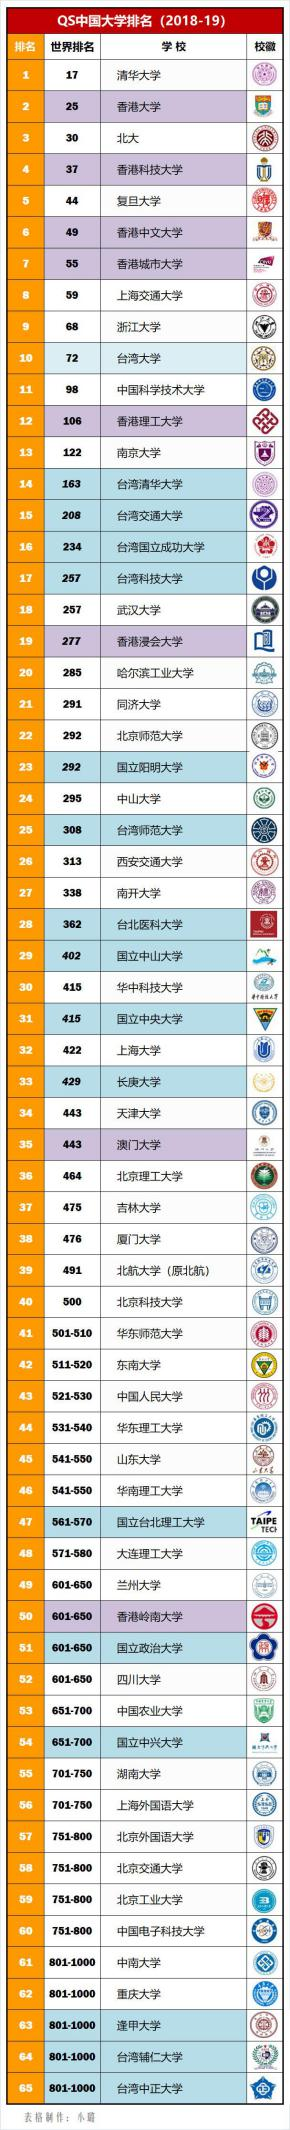 QS中国大学排名（2018-19）
排名 世界排名 学 校 校徽
1 17 清华大学
2 25 香港大学
3 30 北大
4 37 香港科技大学
5 44 复旦大学
6 49 香港中文大学
7 55 香港城市大学
8 59 上海交通大学
9 68 浙江大学
10 72 台湾大学
11 98 中国科学技术大学
12 106 香港理工大学
13 122 南京大学
14 163 台湾清华大学
15 208 台湾交通大学
16 234 台湾国立成功大学
17 257 台湾科技大学
18 257 武汉大学
19 277 香港浸会大学
20 285 哈尔滨工业大学
21 291 同济大学
22 292 北京师范大学
23 292 国立阳明大学
24 295 中山大学
25 308 台湾师范大学
26 313 西安交通大学
27 338 南开大学
28 362 台北医科大学
29 402 国立中山大学
30 415 华中科技大学
31 415 国立中央大学
32 422 上海大学
33 429 长庚大学
34 443 天津大学
35 443 澳门大学
36 464 北京理工大学
37 475 吉林大学
38 476 厦门大学
39 491 北航大学（原北航）
40 500 北京科技大学
41 501-510 华东师范大学
42 511-520 东南大学
43 521-530 中国人民大学
44 531-540 华东理工大学
45 541-550 山东大学
46 541-550 华南理工大学
47 561-570 国立台北理工大学 TAIPE TECH
48 571-580 大连理工大学
49 601-650 兰州大学
50 601-650 香港岭南大学
51 601-650 国立政治大学
52 601-650 四川大学
53 651-700 中国农业大学
54 651-700 国立中兴大学
55 701-750 湖南大学
56 701-750 上海外国语大学
57 751-800 北京外国语大学
58 751-800 北京交通大学
59 751-800 北京工业大学
60 751-800 中国电子科技大学
61 801-1000 中南大学
62 801-1000 重庆大学
63 801-1000 逢甲大学
64 801-1000 台湾辅仁大学
65 801-1000 台湾中正大学
表格制作：小璐